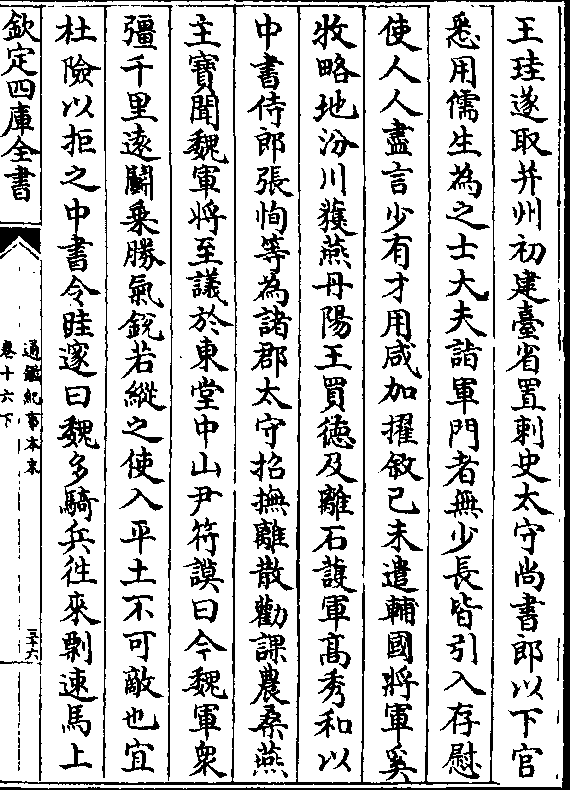 王珪遂取并州初建臺省置刺史太守尚書郎以下官
悉用儒生為之士大夫詣軍門者無少長皆引入存慰
使人人盡言少有才用咸加擢敘己未遣輔國將軍奚
牧略地汾川獲燕丹陽王買德及離石護軍高秀和以
中書侍郎張恂等為諸郡太守招撫離散勸課農桑燕
主寶聞魏軍將至議於東堂中山尹苻謨曰今魏軍衆
彊千里遠鬭乗勝氣銳若縱之使入平土不可敵也宜
杜險以拒之中書令眭邃曰魏多騎兵徃來剽速馬上
欽定四庫全書
通鑑紀事本末
卷十六下
三十六